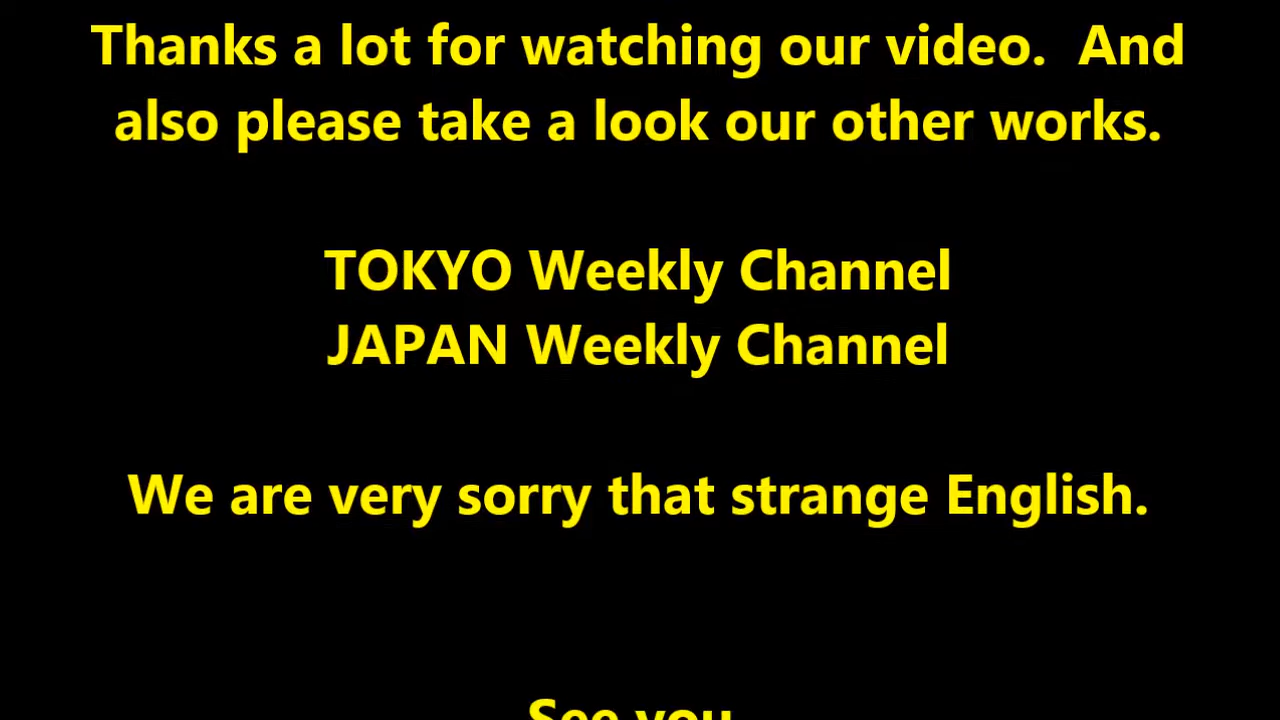 Thanks a lot for watching our video.  And
also please take a look our other works.
TOKYO Weekly Channel
JAPAN Weekly Channel
We are very sorry that strange English.
See you